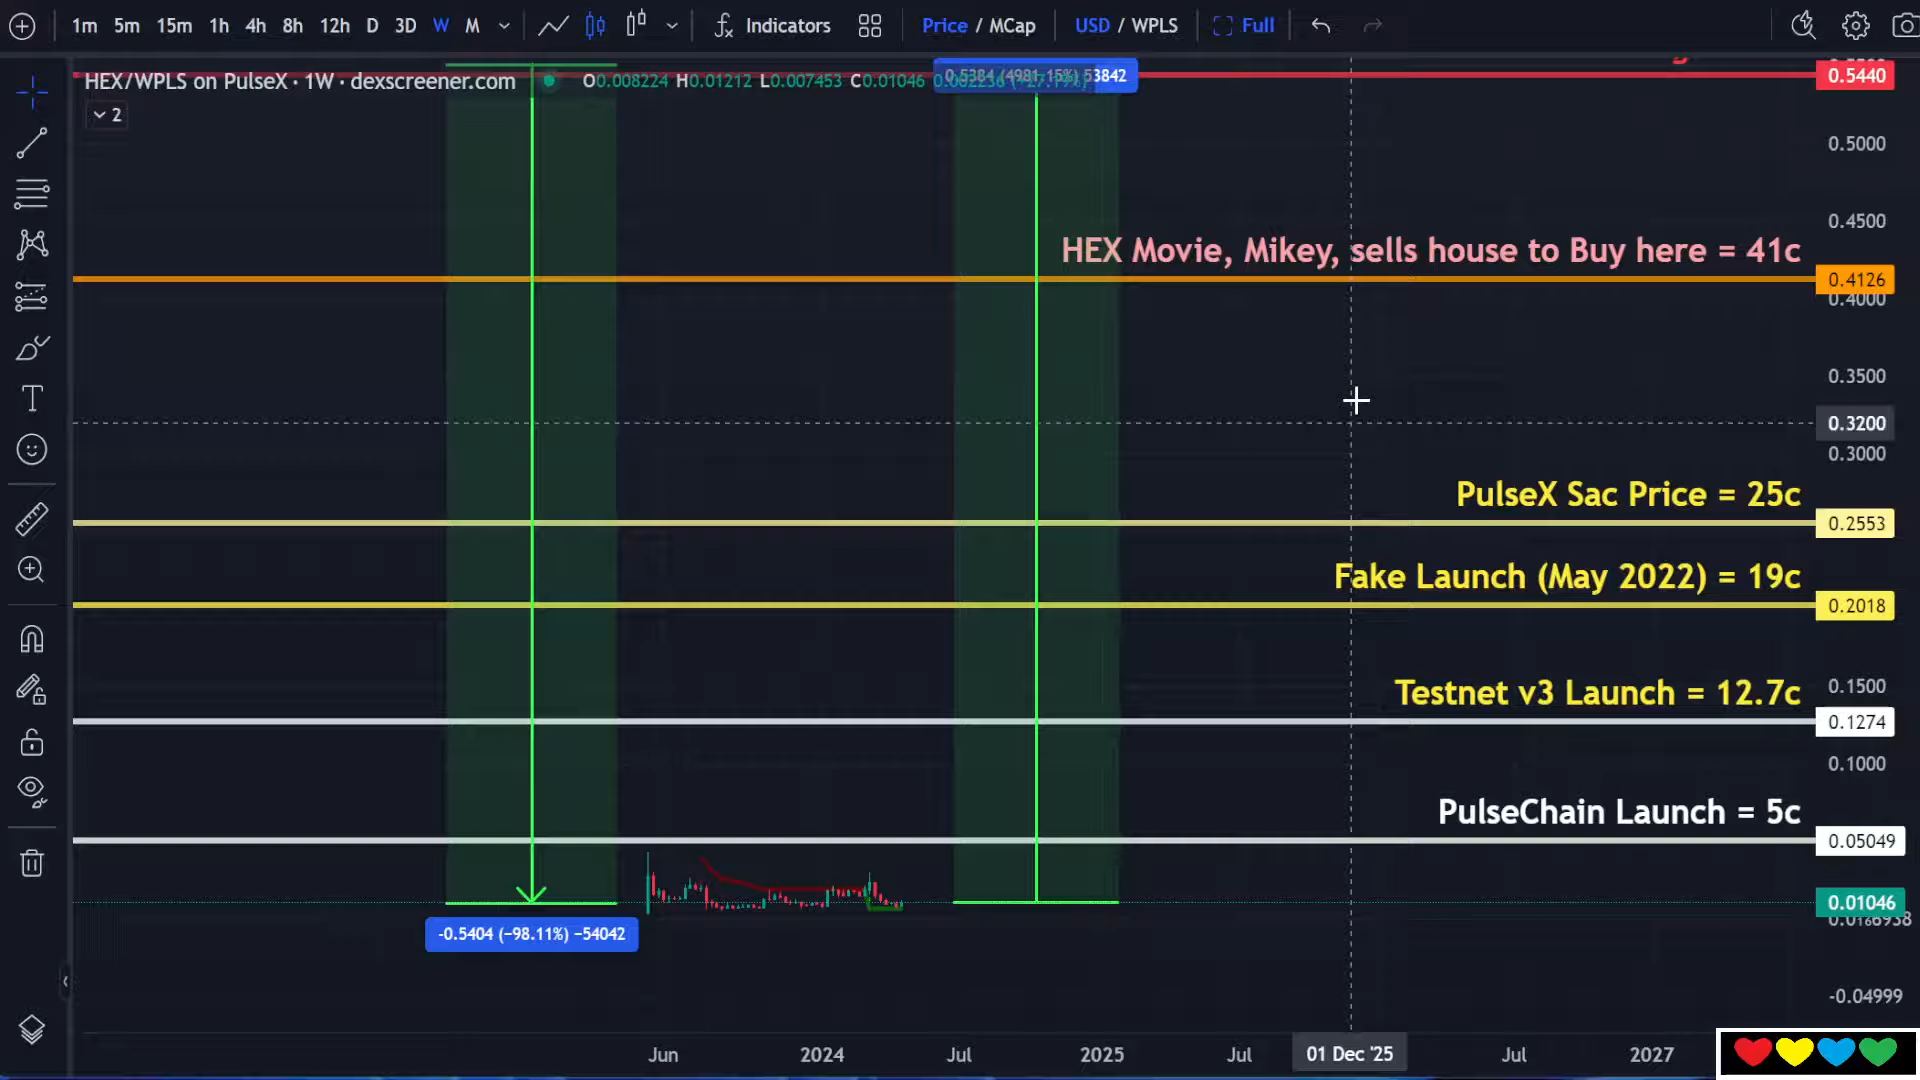 1m 5m 15m 1h 4h 8h 12h D 3D W M Indicators Price / MCap USD / WPLS Full
HEX/WPLS on PulseX · 1W · dexscreener.com O0.008224 H0.01212 L0.007453 C0.01046
0.5440
2
0.5000
0.4500
HEX Movie, Mikey, sells house to Buy here = 41c
0.4126
0.4000
0.3500
0.3200
0.3000
PulseX Sac Price = 25c
0.2553
Fake Launch (May 2022) = 19c
0.2018
Testnet v3 Launch = 12.7c
0.1500
0.1274
0.1000
PulseChain Launch = 5c
0.05049
0.01046
-0.5404 (−98.11%) −54042
-0.04999
Jun 2024 Jul 2025 Jul 01 Dec '25 Jul 2027